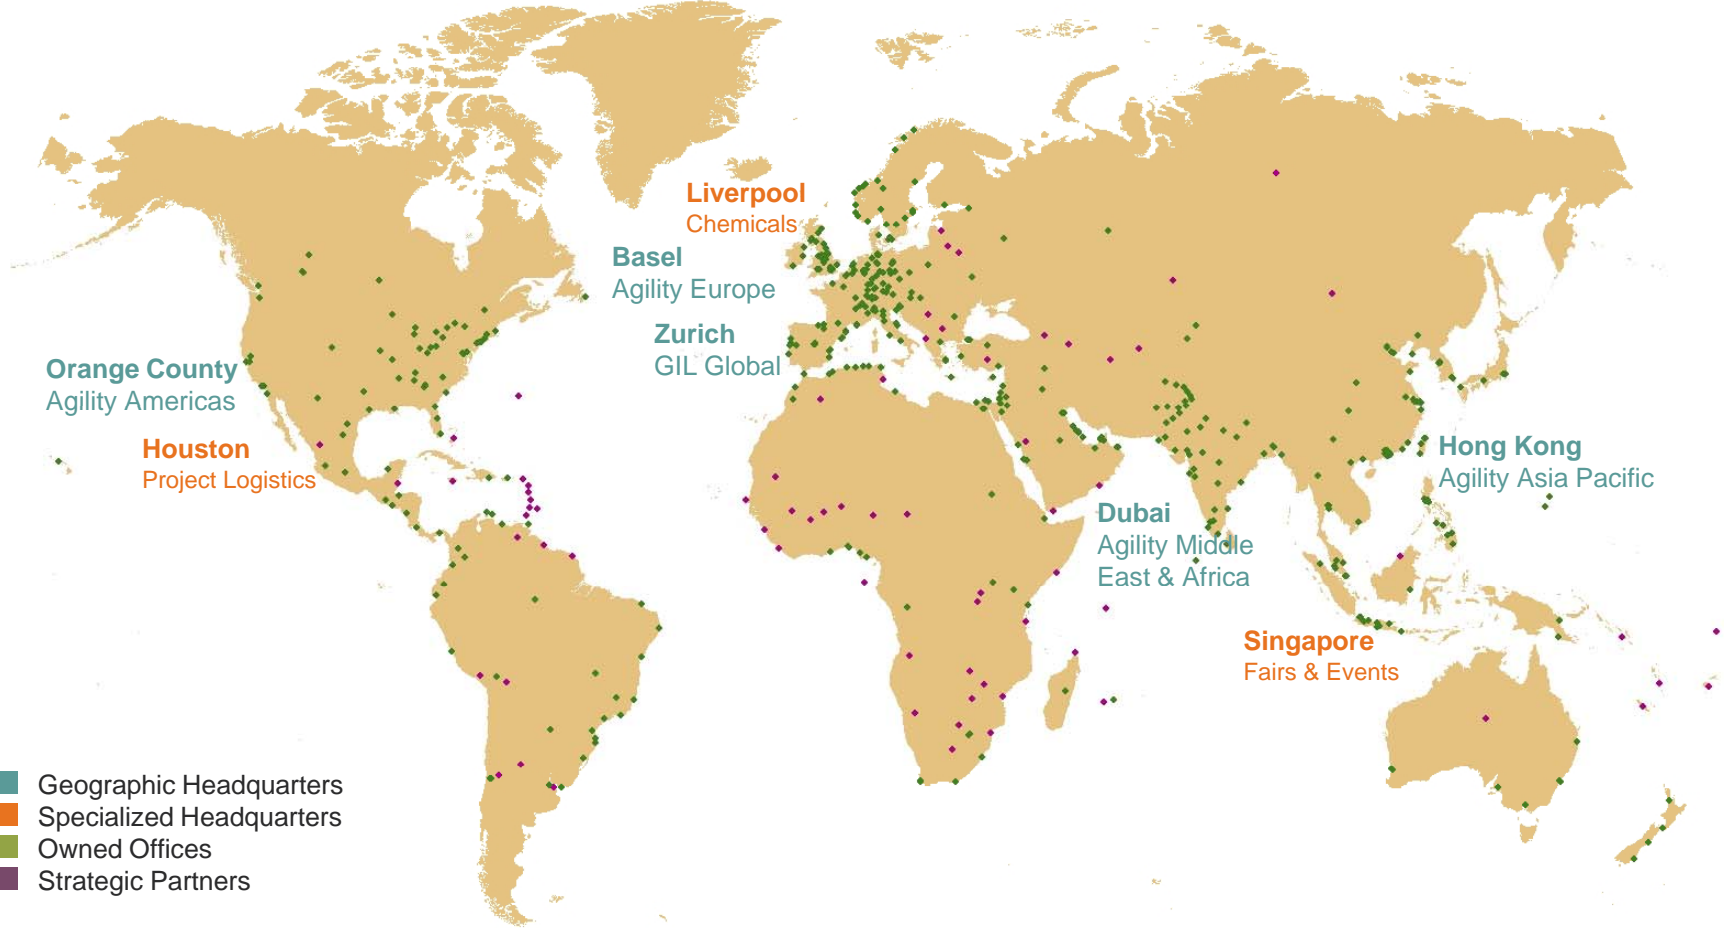 Liverpool
Chemicals
Basel
Agility Europe
Zurich
GIL Global
Orange County
Agility Americas
Houston
Project Logistics
Hong Kong
Agility Asia Pacific
Dubai
Agility Middle
East & Africa
Singapore
Fairs & Events
Geographic Headquarters
Specialized Headquarters
Owned Offices
Strategic Partners